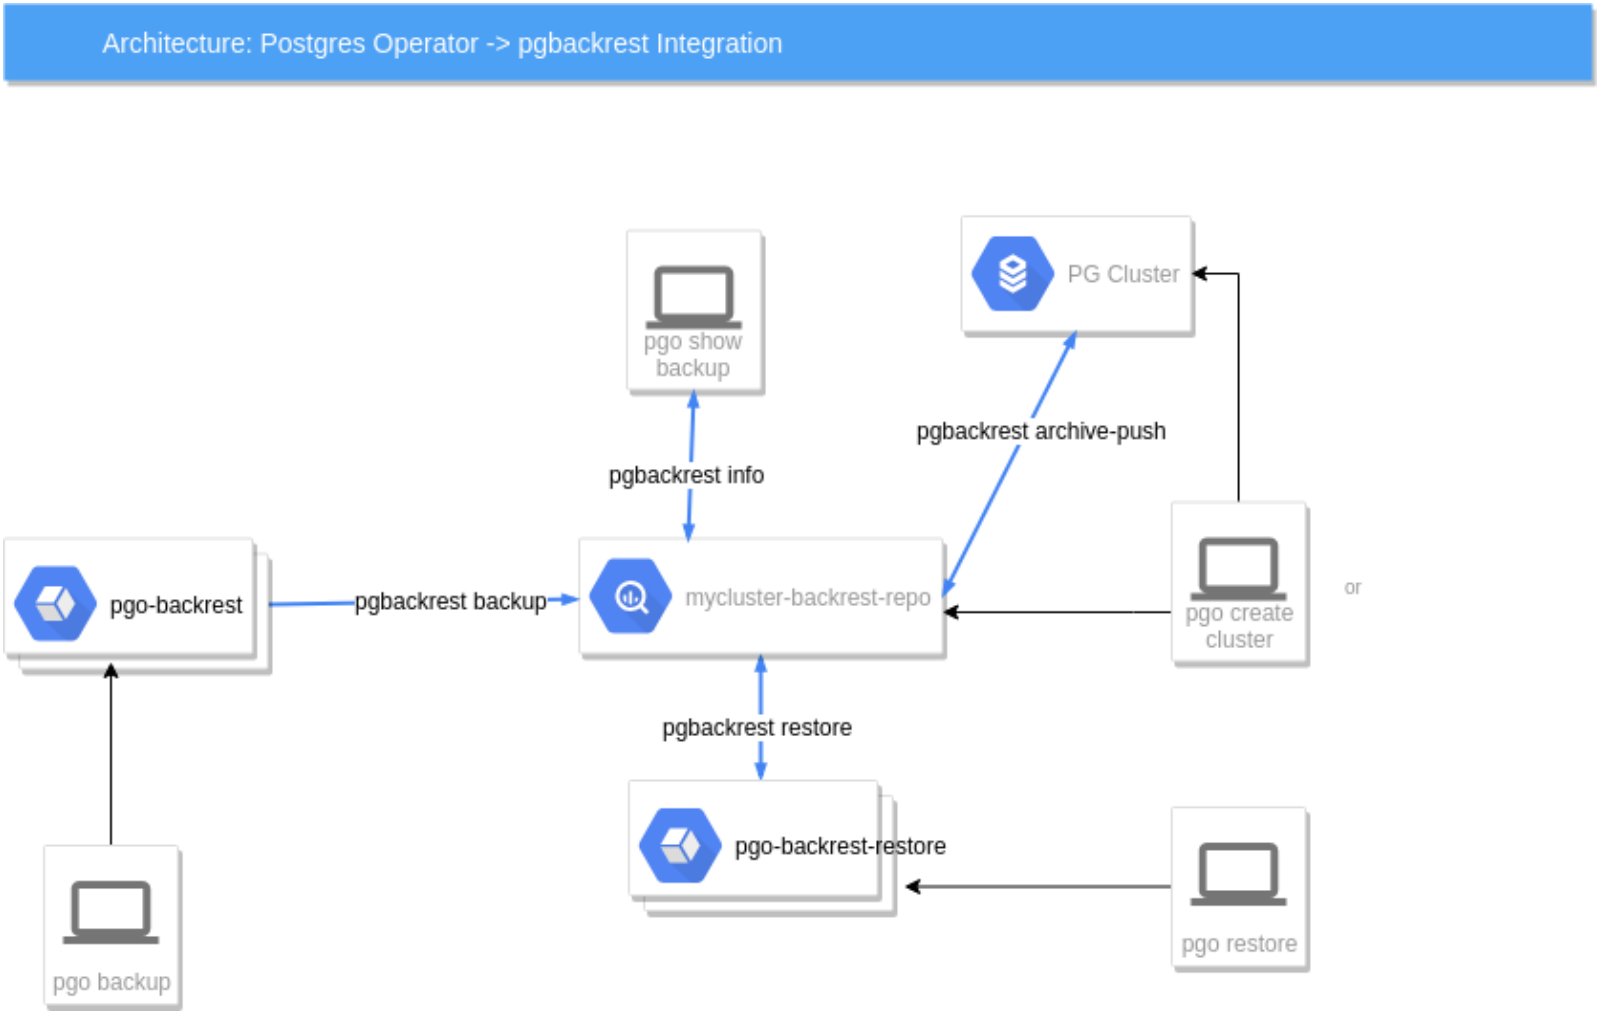 Architecture: Postgres Operator -> pgbackrest Integration
pgo show
backup
PG Cluster
pgbackrest archive-push
pgbackrest info
pgo-backrest
pgbackrest backup
mycluster-backrest-repo
pgo create
cluster
or
pgbackrest restore
pgo-backrest-restore
pgo restore
pgo backup